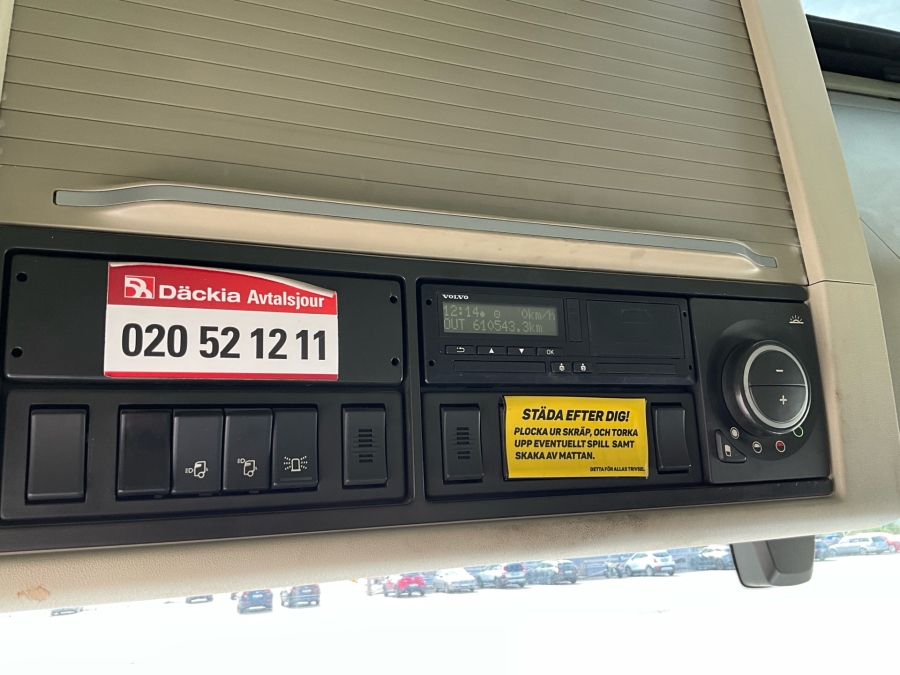 Däckia Avtalsjour
020 52 12 11
VOLVO
12:14 0km/h
OUT 610543.3km
OK
STÄDA EFTER DIG!
PLOCKA UR SKRÄP, OCH TORKA
UPP EVENTUELLT SPILL SAMT
SKAKA AV MATTAN.
DETTA FÖR ALLAS TRIVSEL